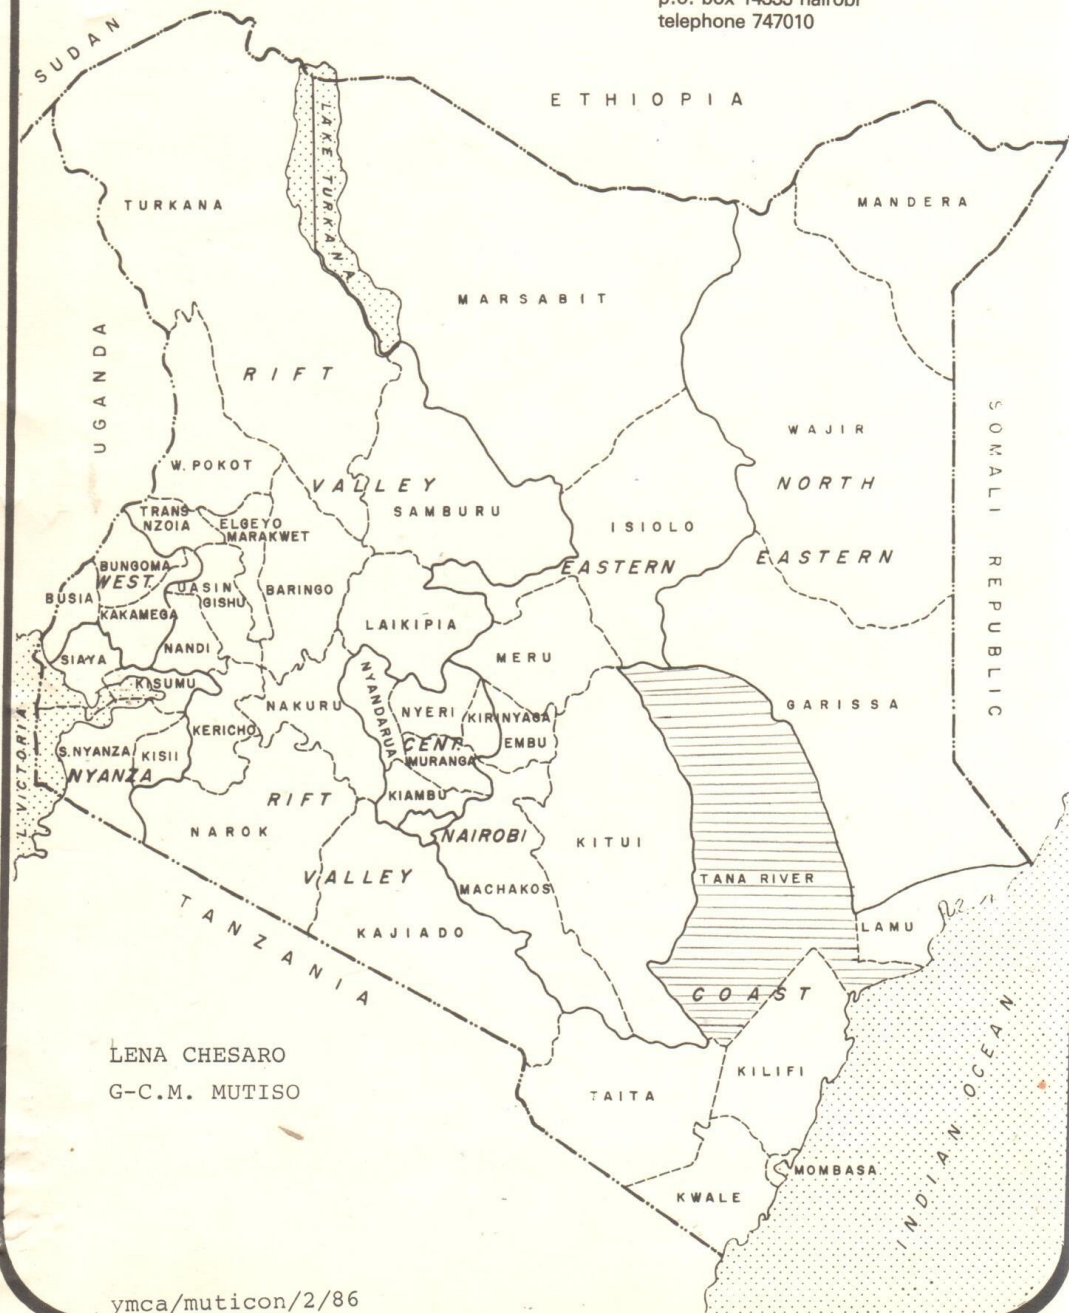 telephone 747010
SUDAN
ETHIOPIA
LAKE TURKANA
TURKANA
MANDERA
MARSABIT
UGANDA
RIFT
SOMALI REPUBLIC
WAJIR
W. POKOT
VALLEY
NORTH
SAMBURU
TRANS
NZOIA
ELGEYO
MARAKWET
ISIOLO
EASTERN
EASTERN
BUNGOMA
WEST.
UASIN
GISHU
BARINGO
BUSIA
KAKAMEGA
LAIKIPIA
NANDI
SIAYA
MERU
KISUMU
NYANDARUA
NAKURU
NYERI
KIRINYAGA
GARISSA
KERICHO
EMBU
CENT.
MURANGA
S.NYANZA
KISII
NYANZA
L. VICTORIA
KIAMBU
RIFT
NAROK
NAIROBI
KITUI
VALLEY
MACHAKOS
TANA RIVER
TANZANIA
KAJIADO
LAMU
COAST
INDIAN OCEAN
LENA CHESARO
G-C.M. MUTISO
KILIFI
TAITA
MOMBASA
KWALE
ymca/muticon/2/86